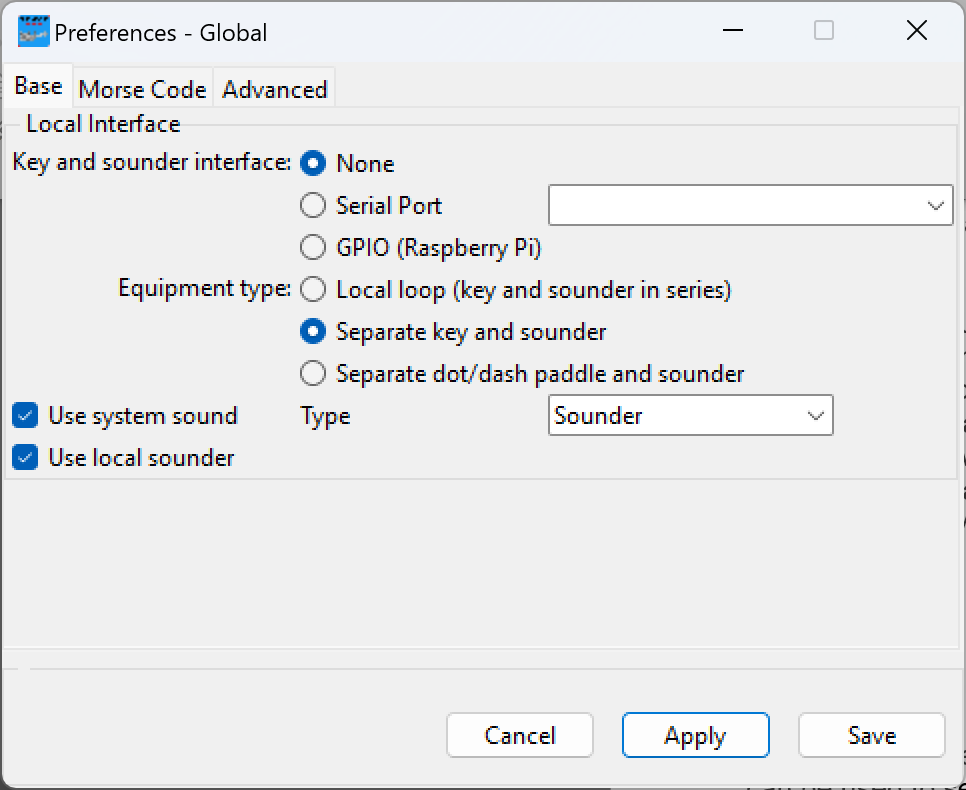 Preferences - Global
Base Morse Code Advanced
Local Interface
Key and sounder interface: None
Serial Port
GPIO (Raspberry Pi)
Equipment type: Local loop (key and sounder in series)
Separate key and sounder
Separate dot/dash paddle and sounder
Use system sound Type Sounder
Use local sounder
Cancel Apply Save